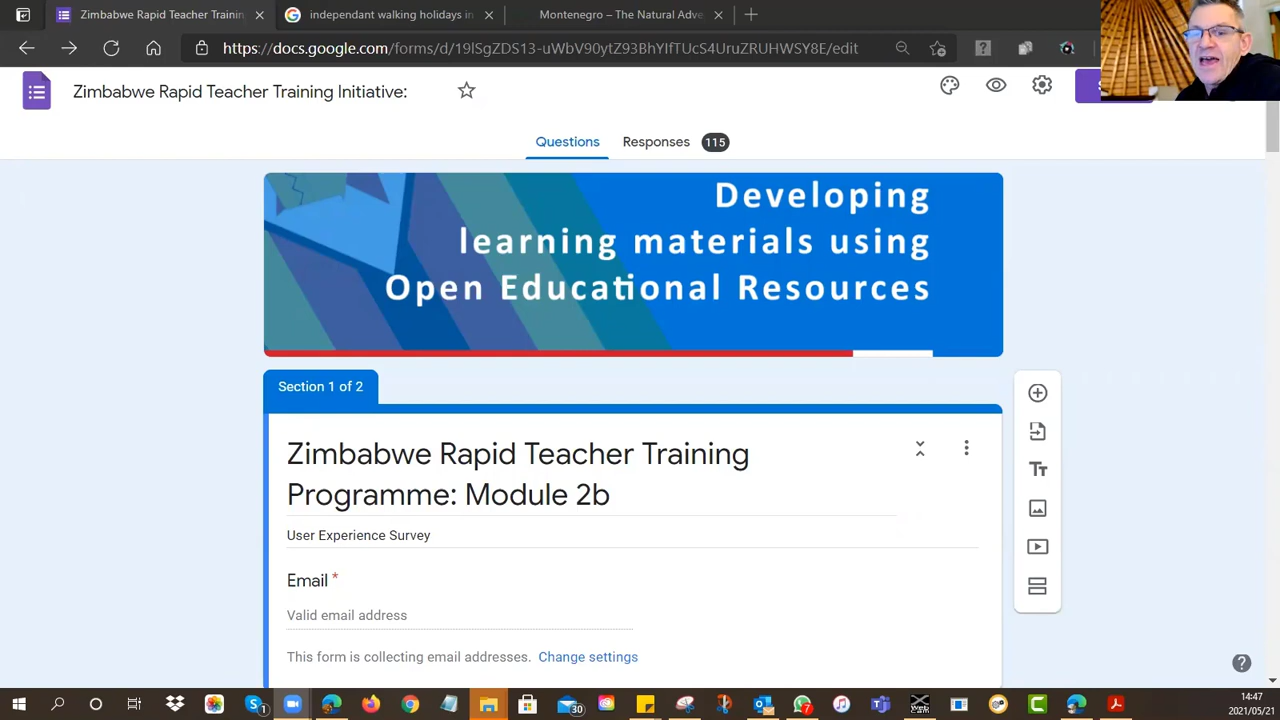 Zimbabwe Rapid Teacher Trainin
independant walking holidays in
Montenegro – The Natural Adve
https://docs.google.com/forms/d/19lSgZDS13-uWbV90ytZ93BhYIfTUcS4UruzZRUHWSY8E/edit
Zimbabwe Rapid Teacher Training Initiative:
Questions
Responses 115
Developing
learning materials using
Open Educational Resources
Section 1 of 2
Zimbabwe Rapid Teacher Training
Programme: Module 2b
User Experience Survey
Email *
Valid email address
This form is collecting email addresses. Change settings
1
30
7
14:47
2021/05/21